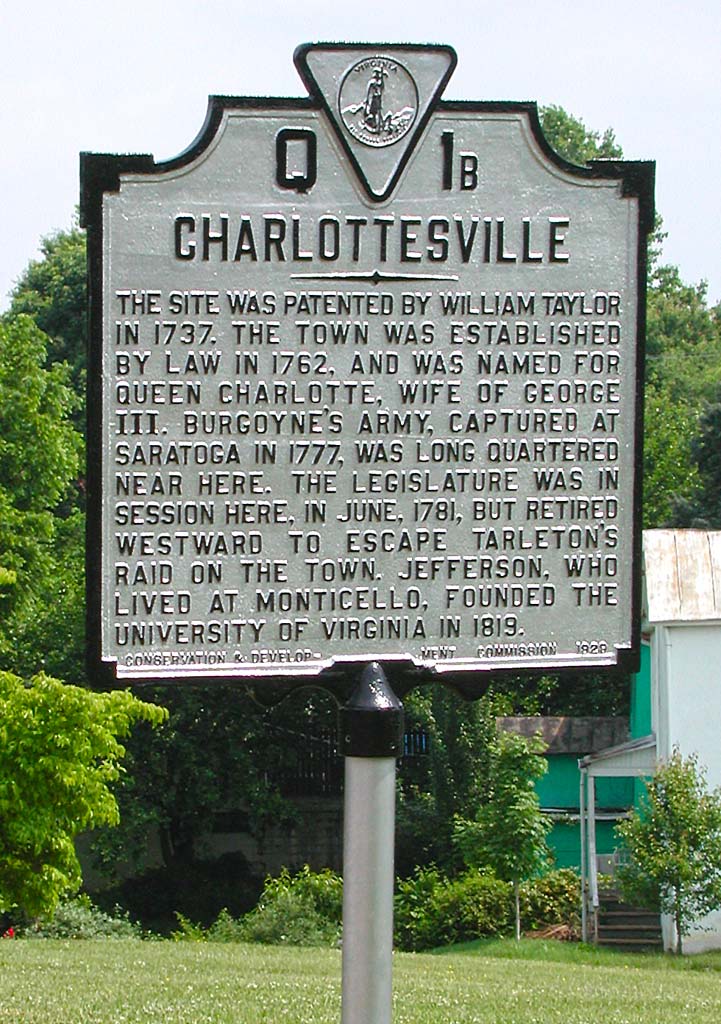 VIRGINIA
Q 1B
CHARLOTTESVILLE
THE SITE WAS PATENTED BY WILLIAM TAYLOR
IN 1737. THE TOWN WAS ESTABLISHED
BY LAW IN 1762, AND WAS NAMED FOR
QUEEN CHARLOTTE, WIFE OF GEORGE
III. BURGOYNE'S ARMY, CAPTURED AT
SARATOGA IN 1777, WAS LONG QUARTERED
NEAR HERE. THE LEGISLATURE WAS IN
SESSION HERE, IN JUNE, 1781, BUT RETIRED
WESTWARD TO ESCAPE TARLETON'S
RAID ON THE TOWN. JEFFERSON, WHO
LIVED AT MONTICELLO, FOUNDED THE
UNIVERSITY OF VIRGINIA IN 1819.
CONSERVATION & DEVELOP- MENT COMMISSION 1929